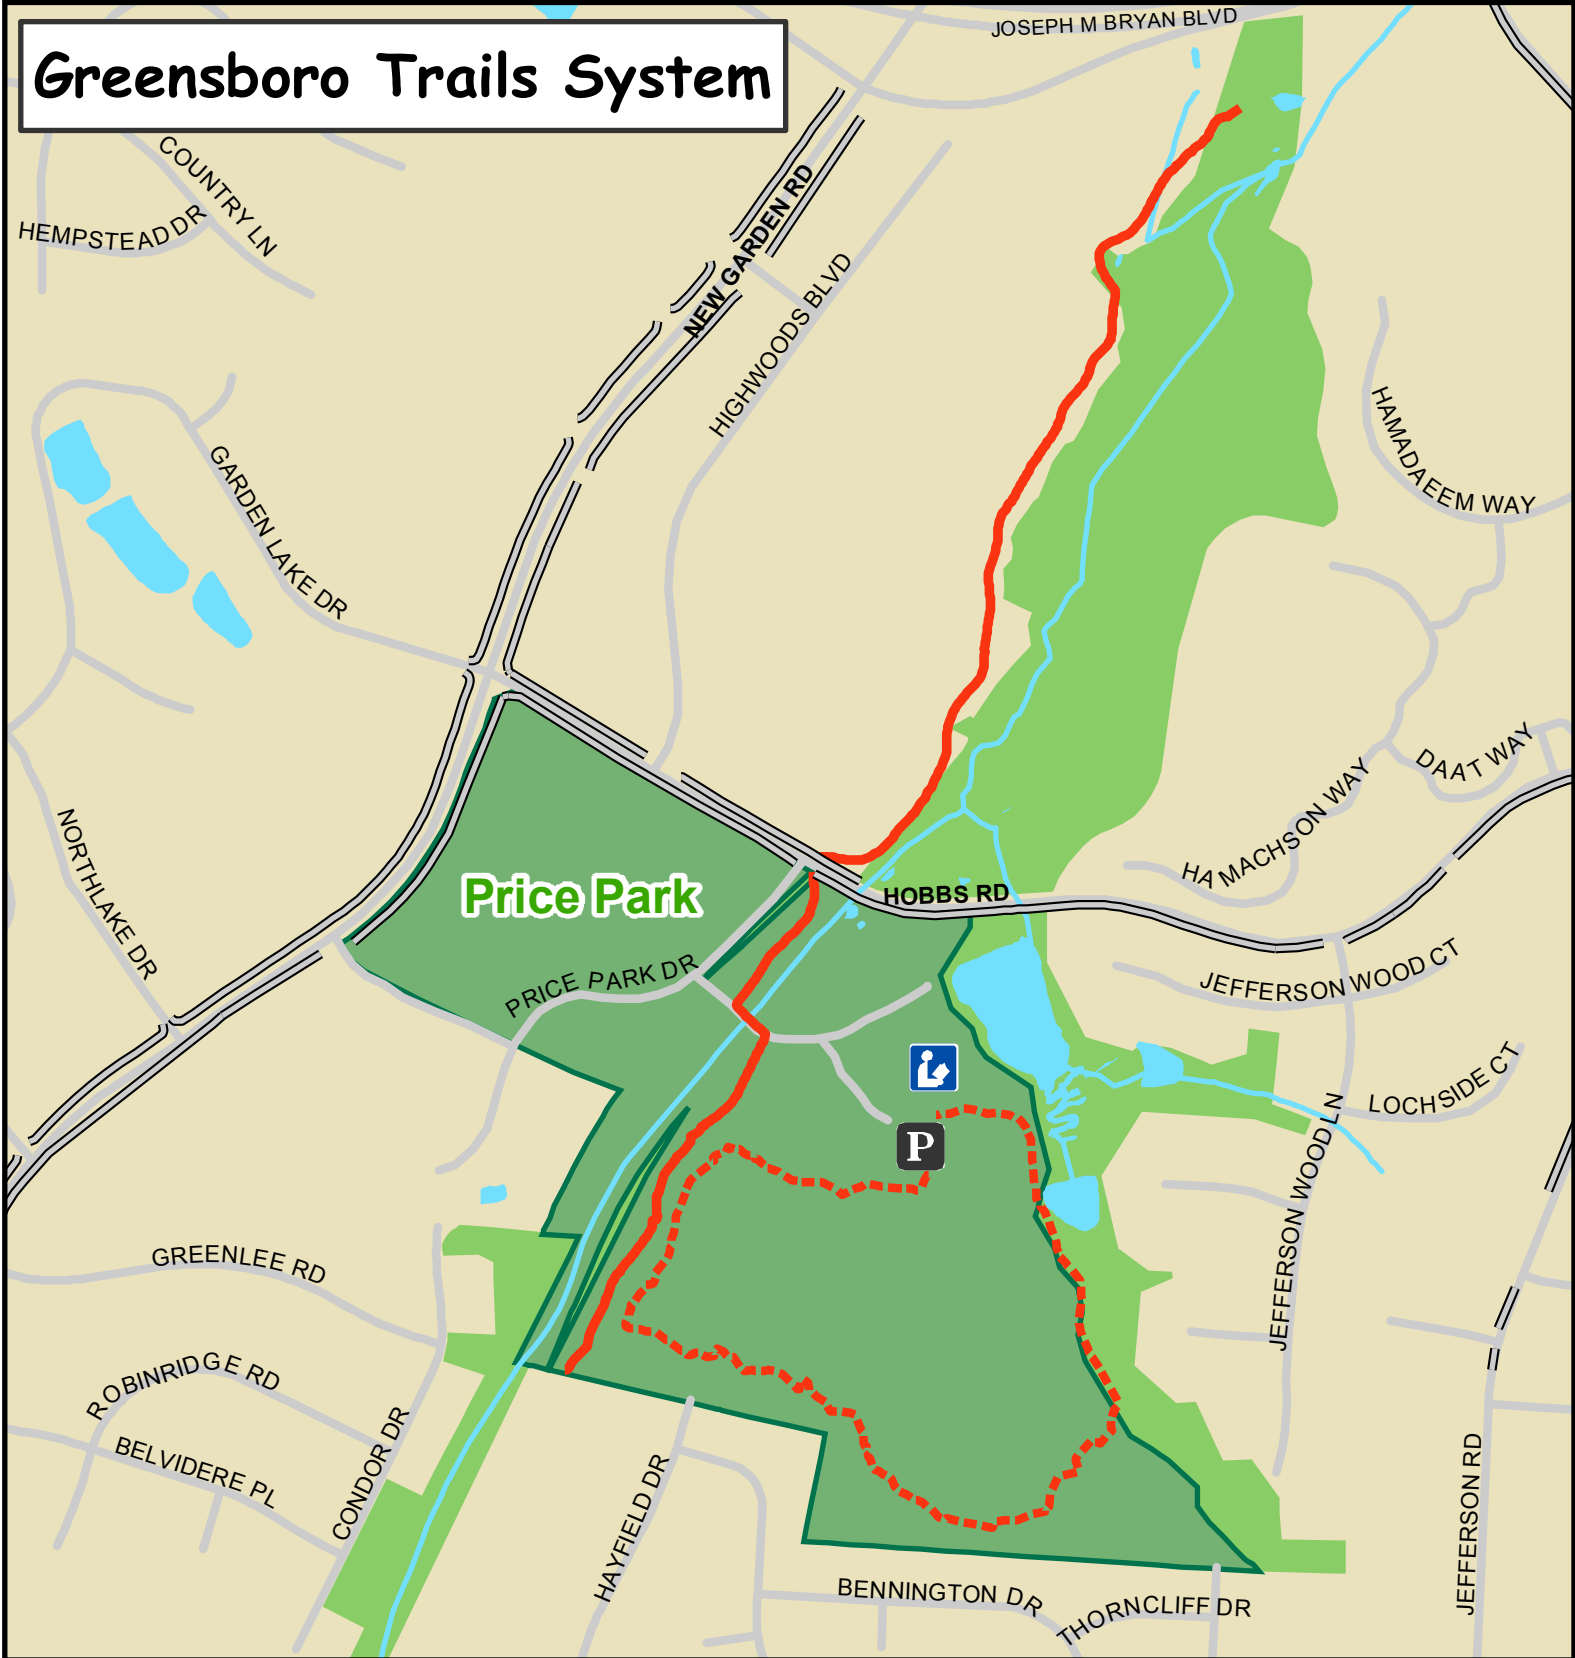 JOSEPH M BRYAN BLVD
Greensboro Trails System
COUNTRY LN
HEMPSTEAD DR
NEW GARDEN RD
HIGHWOODS BLVD
HAMADAEEM WAY
GARDEN LAKE DR
DAAT WAY
HA MACHSON WAY
NORTHLAKE DR
Price Park
HOBBS RD
JEFFERSON WOOD CT
PRICE PARK DR
LOCHSIDE CT
P
JEFFERSON WOOD LN
GREENLEE RD
ROBINRIDGE RD
BELVIDERE PL
CONDOR DR
HAYFIELD DR
JEFFERSON RD
BENNINGTON DR
THORNCLIFF DR